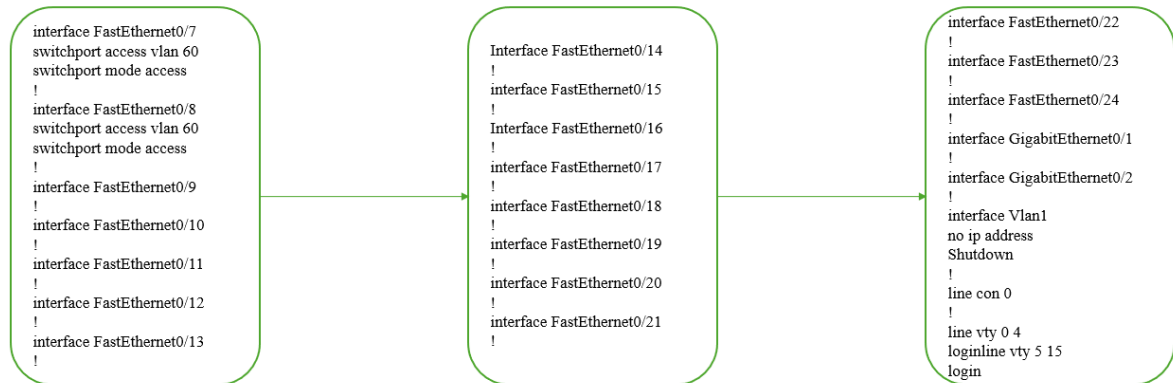 interface FastEthernet0/7
switchport access vlan 60
switchport mode access
!
interface FastEthernet0/8
switchport access vlan 60
switchport mode access
!
interface FastEthernet0/9
!
interface FastEthernet0/10
!
interface FastEthernet0/11
!
interface FastEthernet0/12
!
interface FastEthernet0/13
!
Interface FastEthernet0/14
!
interface FastEthernet0/15
!
Interface FastEthernet0/16
!
interface FastEthernet0/17
!
interface FastEthernet0/18
!
interface FastEthernet0/19
!
interface FastEthernet0/20
!
interface FastEthernet0/21
!
interface FastEthernet0/22
!
interface FastEthernet0/23
!
interface FastEthernet0/24
!
interface GigabitEthernet0/1
!
interface GigabitEthernet0/2
!
interface Vlan1
no ip address
Shutdown
!
line con 0
!
line vty 0 4
loginline vty 5 15
login